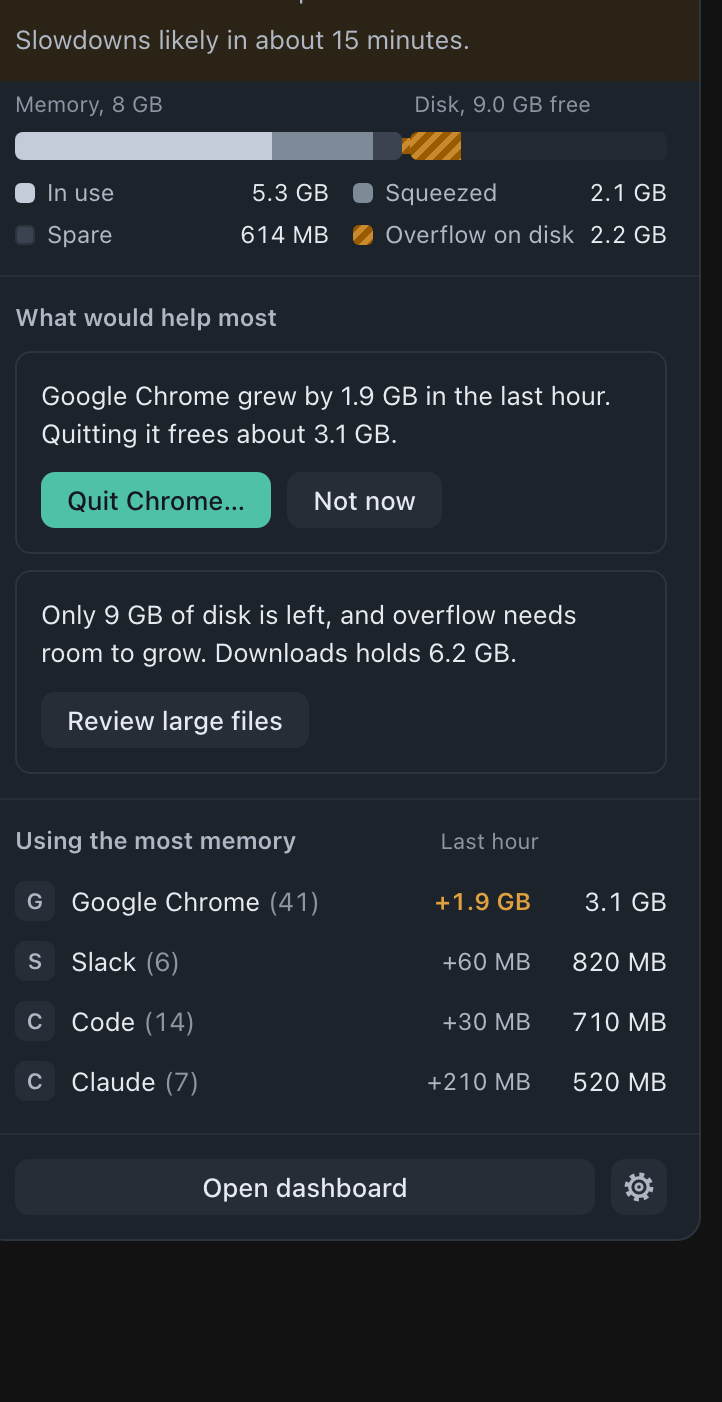 Slowdowns likely in about 15 minutes.
Memory, 8 GB Disk, 9.0 GB free
In use 5.3 GB Squeezed 2.1 GB
Spare 614 MB Overflow on disk 2.2 GB
What would help most
Google Chrome grew by 1.9 GB in the last hour.
Quitting it frees about 3.1 GB.
Quit Chrome... Not now
Only 9 GB of disk is left, and overflow needs
room to grow. Downloads holds 6.2 GB.
Review large files
Using the most memory Last hour
G Google Chrome (41) +1.9 GB 3.1 GB
S Slack (6) +60 MB 820 MB
C Code (14) +30 MB 710 MB
C Claude (7) +210 MB 520 MB
Open dashboard